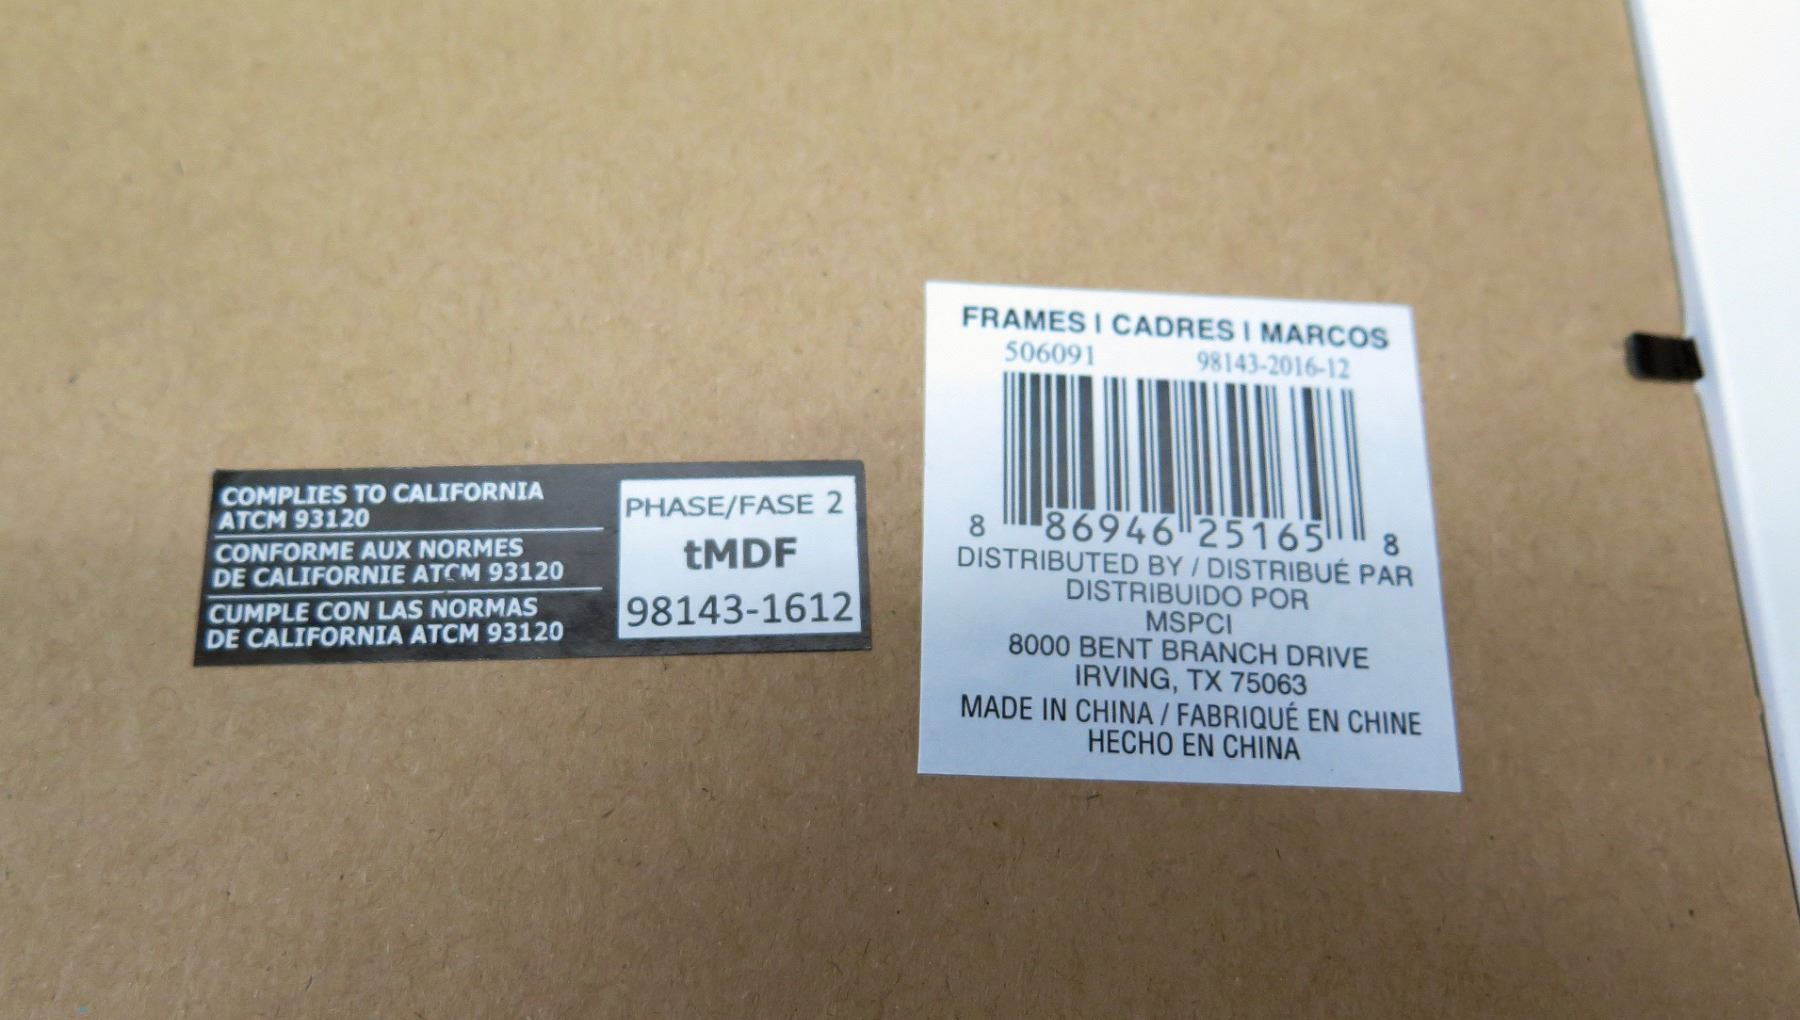 COMPLIES TO CALIFORNIA
ATCM 93120
CONFORME AUX NORMES
DE CALIFORNIE ATCM 93120
CUMPLE CON LAS NORMAS
DE CALIFORNIA ATCM 93120
PHASE/FASE 2
tMDF
98143-1612
FRAMES | CADRES | MARCOS
506091 98143-2016-12
8 86946 25165 8
DISTRIBUTED BY / DISTRIBUÉ PAR
DISTRIBUIDO POR
MSPCI
8000 BENT BRANCH DRIVE
IRVING, TX 75063
MADE IN CHINA / FABRIQUÉ EN CHINE
HECHO EN CHINA